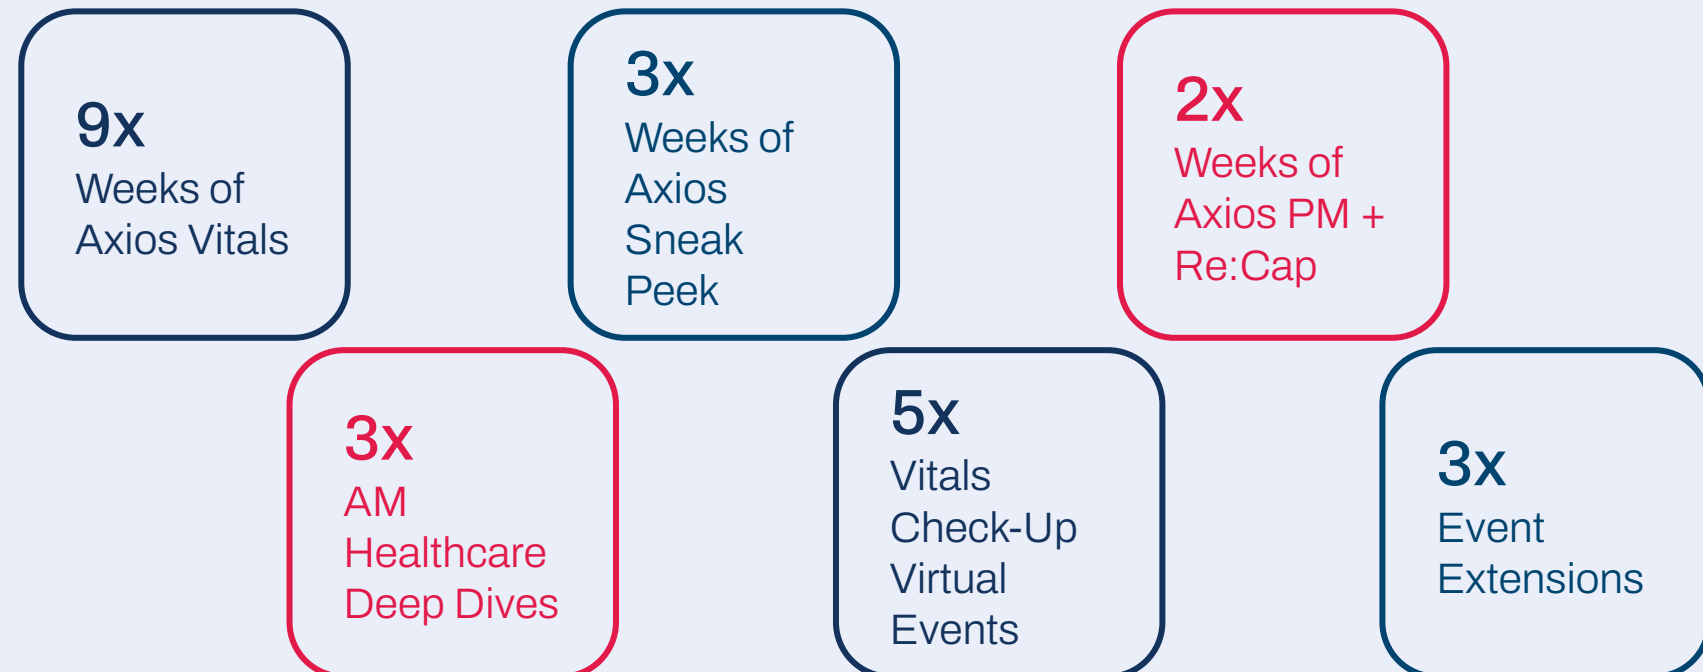 9x
Weeks of
Axios Vitals
3x
Weeks of
Axios
Sneak
Peek
2x
Weeks of
Axios PM +
Re:Cap
3x
AM
Healthcare
Deep Dives
5x
Vitals
Check-Up
Virtual
Events
3x
Event
Extensions